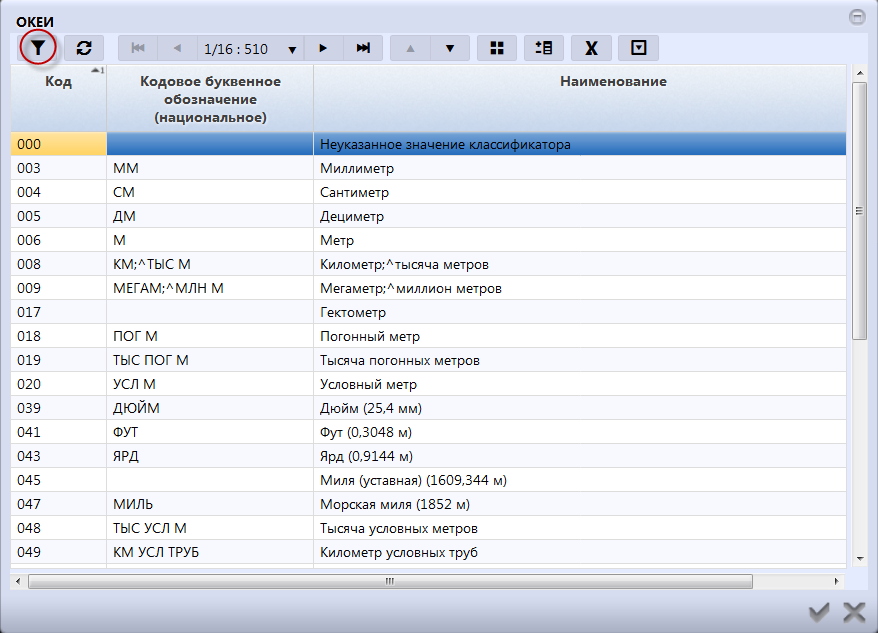 ОКЕИ
1/16 : 510
X
Код
1
Кодовое буквенное
обозначение
(национальное)
Наименование
000 Неуказанное значение классификатора
003 ММ Миллиметр
004 СМ Сантиметр
005 ДМ Дециметр
006 М Метр
008 КМ;^ТЫС М Километр;^тысяча метров
009 МЕГАМ;^МЛН М Мегаметр;^миллион метров
017 Гектометр
018 ПОГ М Погонный метр
019 ТЫС ПОГ М Тысяча погонных метров
020 УСЛ М Условный метр
039 ДЮЙМ Дюйм (25,4 мм)
041 ФУТ Фут (0,3048 м)
043 ЯРД Ярд (0,9144 м)
045 Миля (уставная) (1609,344 м)
047 МИЛЬ Морская миля (1852 м)
048 ТЫС УСЛ М Тысяча условных метров
049 КМ УСЛ ТРУБ Километр условных труб